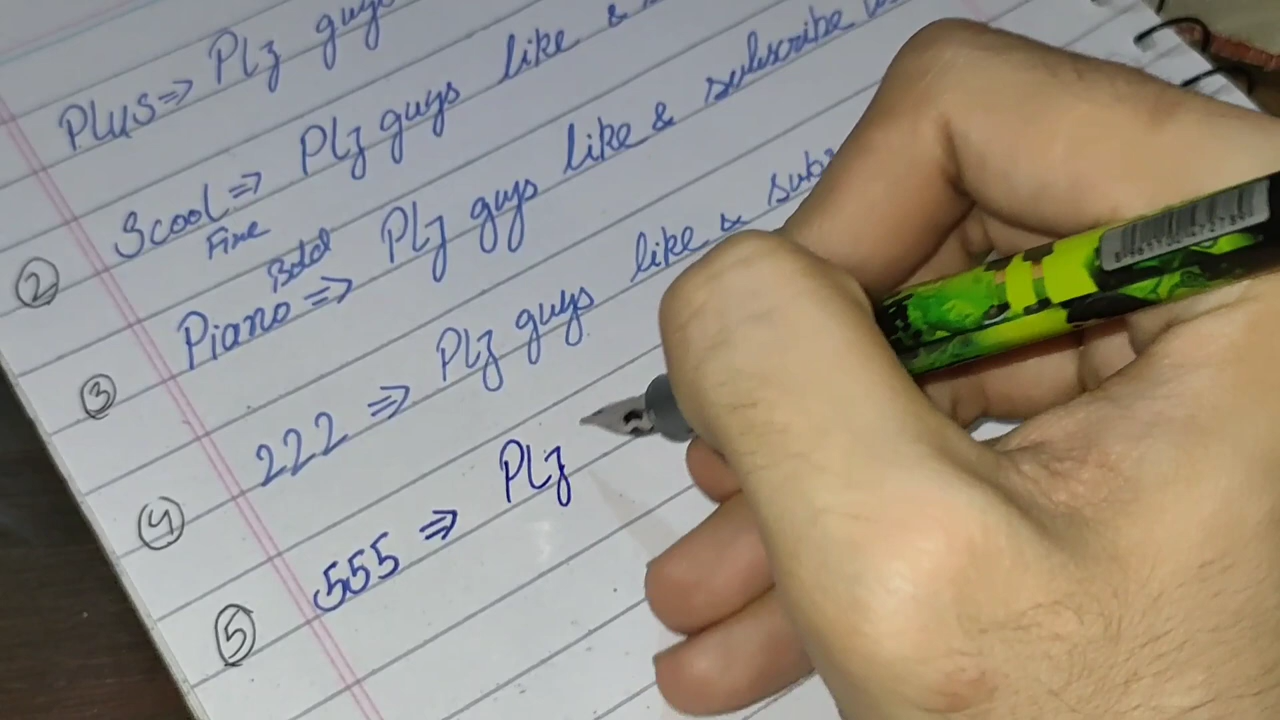 Plus => Plz guys
② Scool => Plz guys like &
Fine
Bold
③ Piano => Plz guys like & subscribe
④ 222 => Plz guys like & subs
⑤ 555 => Plz